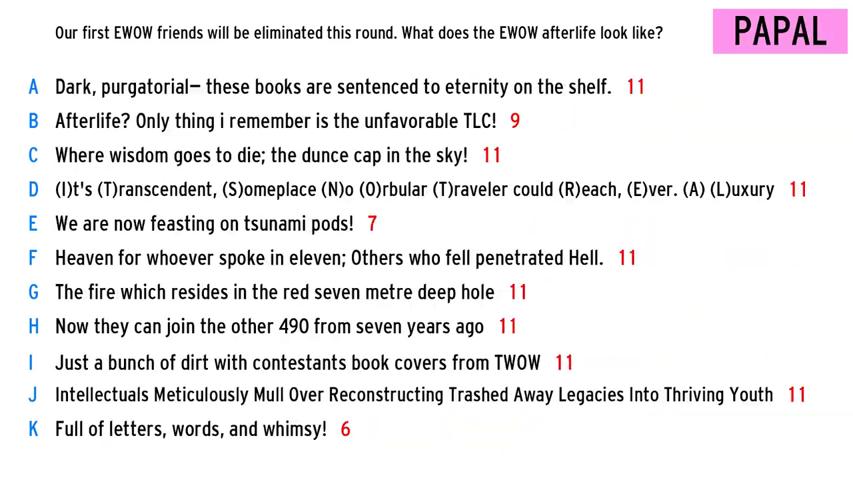 Our first EWOW friends will be eliminated this round. What does the EWOW afterlife look like?
PAPAL
A Dark, purgatorial— these books are sentenced to eternity on the shelf. 11
B Afterlife? Only thing i remember is the unfavorable TLC! 9
C Where wisdom goes to die; the dunce cap in the sky! 11
D (I)t's (T)ranscendent, (S)omeplace (N)o (O)rbular (T)raveler could (R)each, (E)ver. (A) (L)uxury 11
E We are now feasting on tsunami pods! 7
F Heaven for whoever spoke in eleven; Others who fell penetrated Hell. 11
G The fire which resides in the red seven metre deep hole 11
H Now they can join the other 490 from seven years ago 11
I Just a bunch of dirt with contestants book covers from TWOW 11
J Intellectuals Meticulously Mull Over Reconstructing Trashed Away Legacies Into Thriving Youth 11
K Full of letters, words, and whimsy! 6